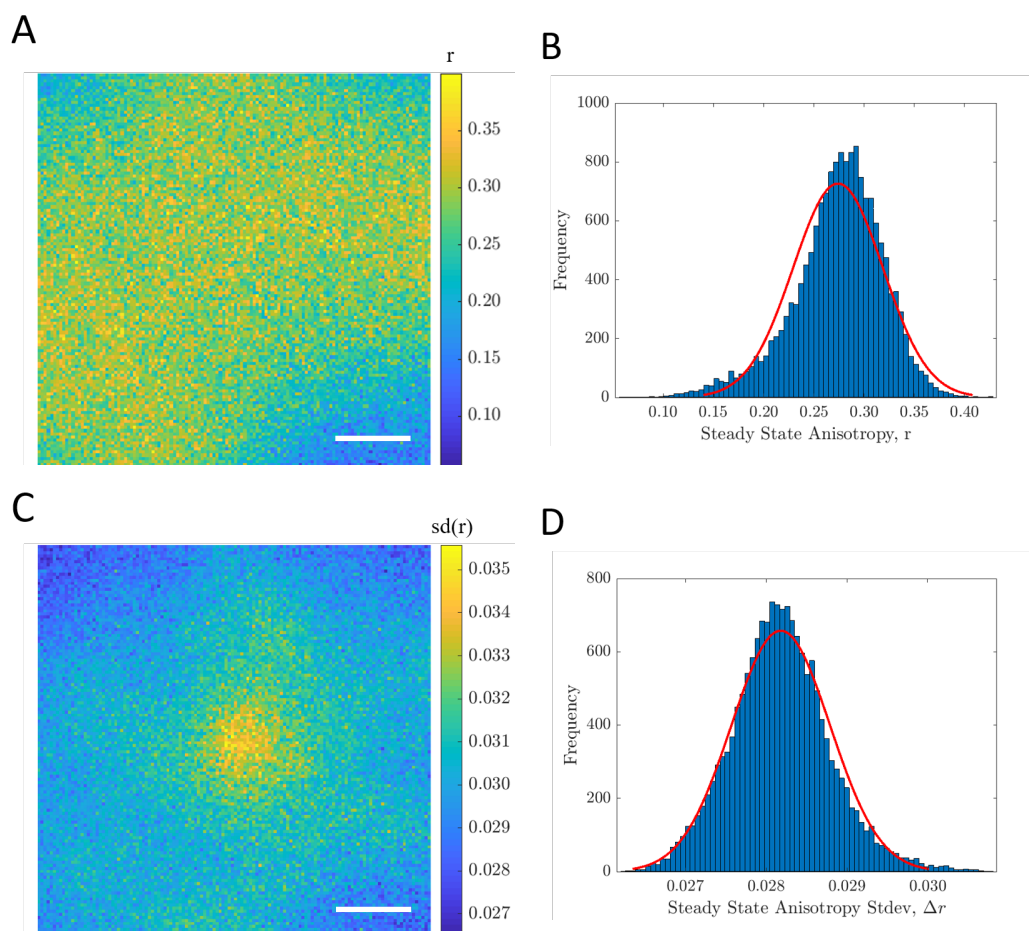 A
r
0.35
0.30
0.25
0.20
0.15
0.10
B
1000
800
600
400
200
0
Frequency
0.10 0.15 0.20 0.25 0.30 0.35 0.40
Steady State Anisotropy, r
C
sd(r)
0.035
0.034
0.033
0.032
0.031
0.030
0.029
0.028
0.027
D
800
600
400
200
0
Frequency
0.027 0.028 0.029 0.030
Steady State Anisotropy Stdev, Δr